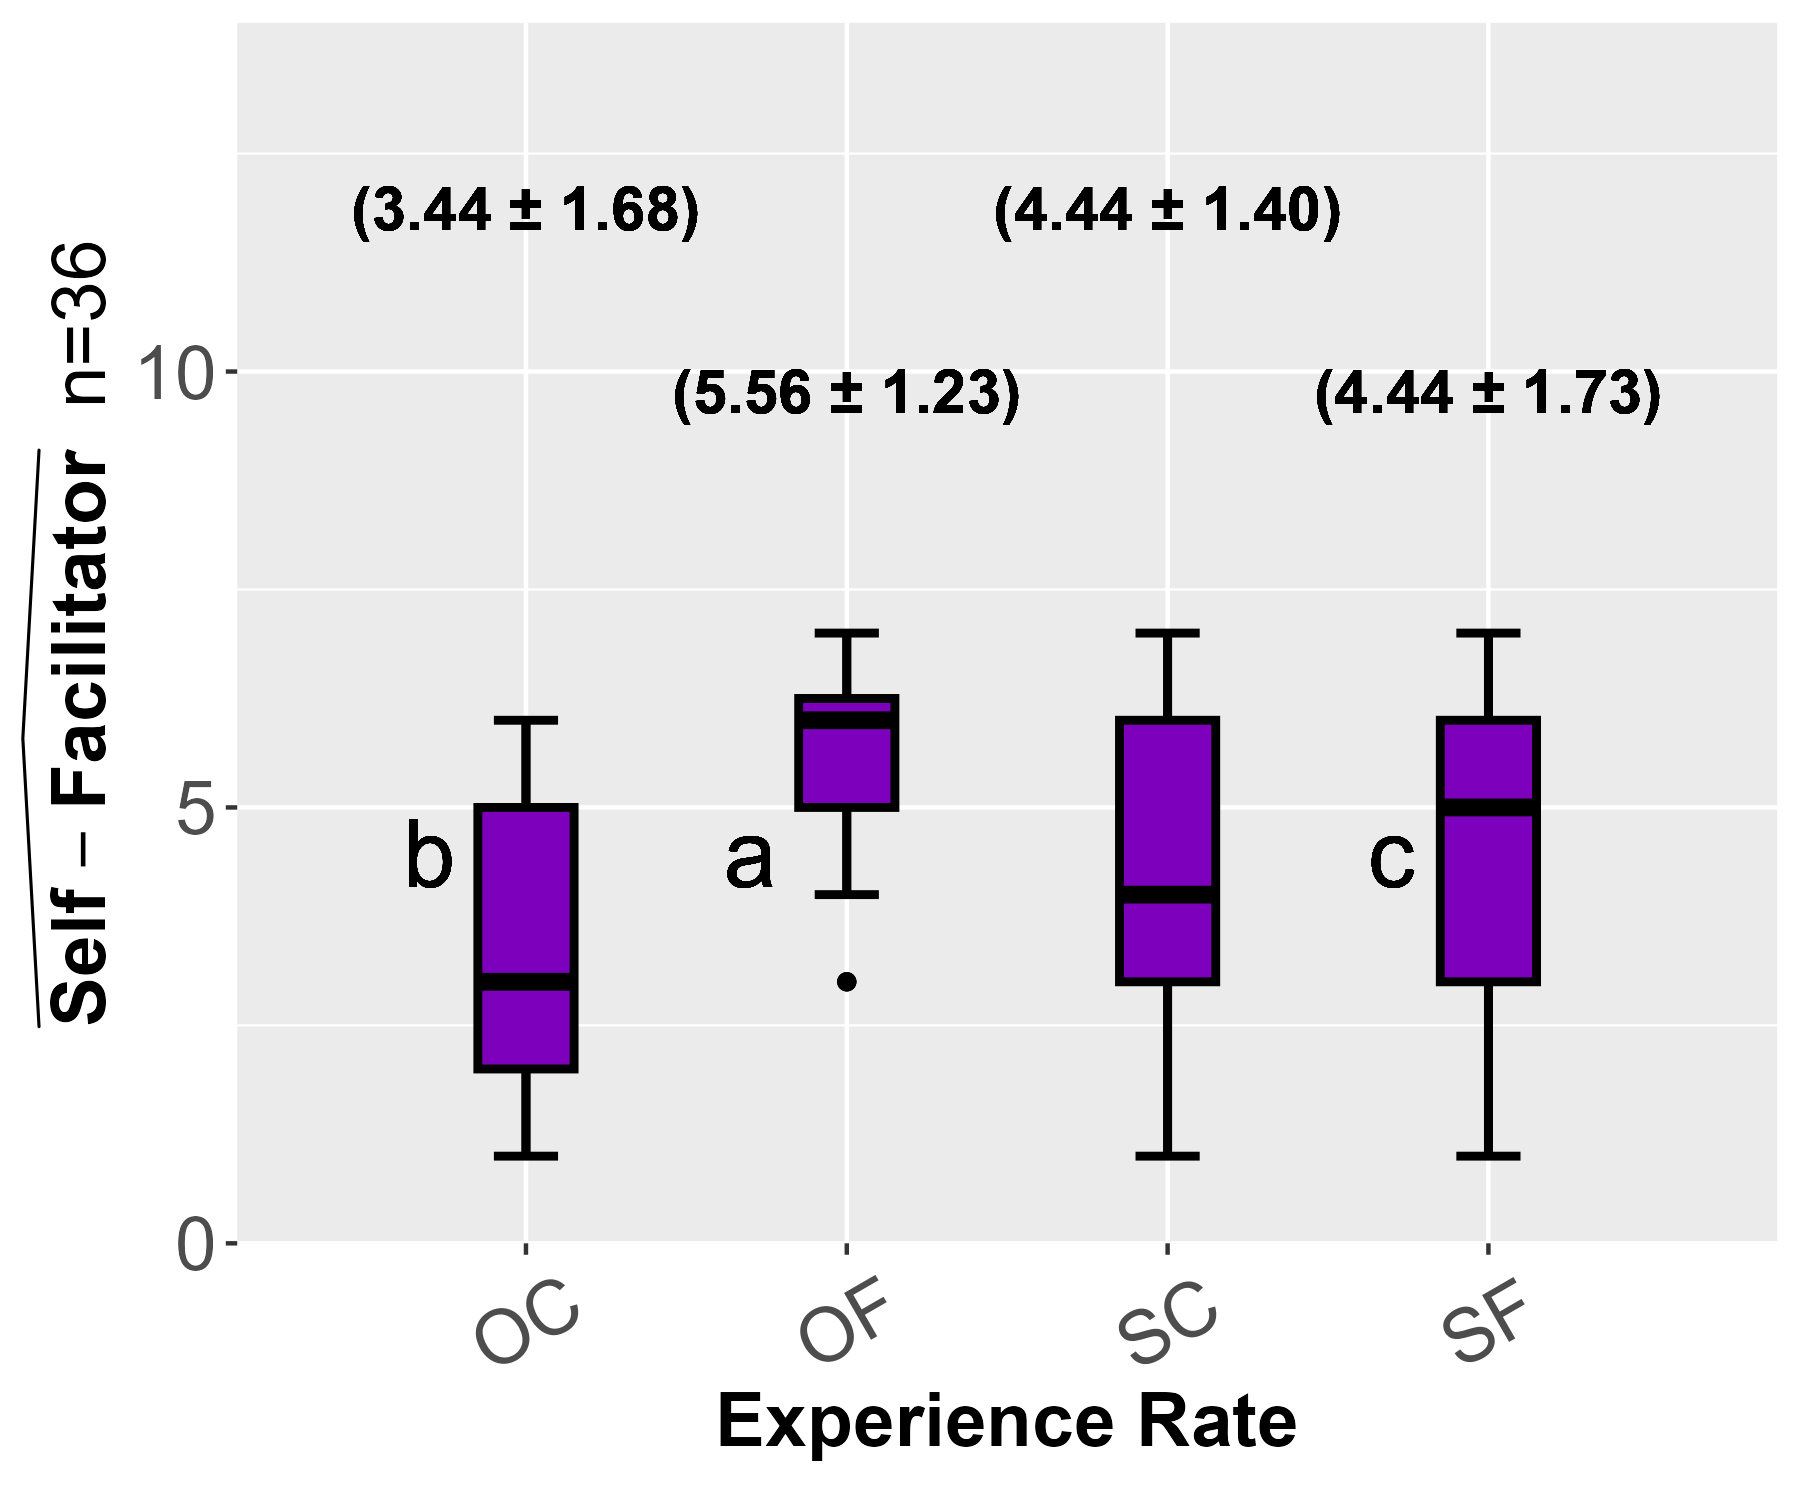 (3.44 ± 1.68) (4.44 ± 1.40)
(5.56 ± 1.23) (4.44 ± 1.73)
Self – Facilitator n=36
10
5
0
b a c
OC OF SC SF
Experience Rate